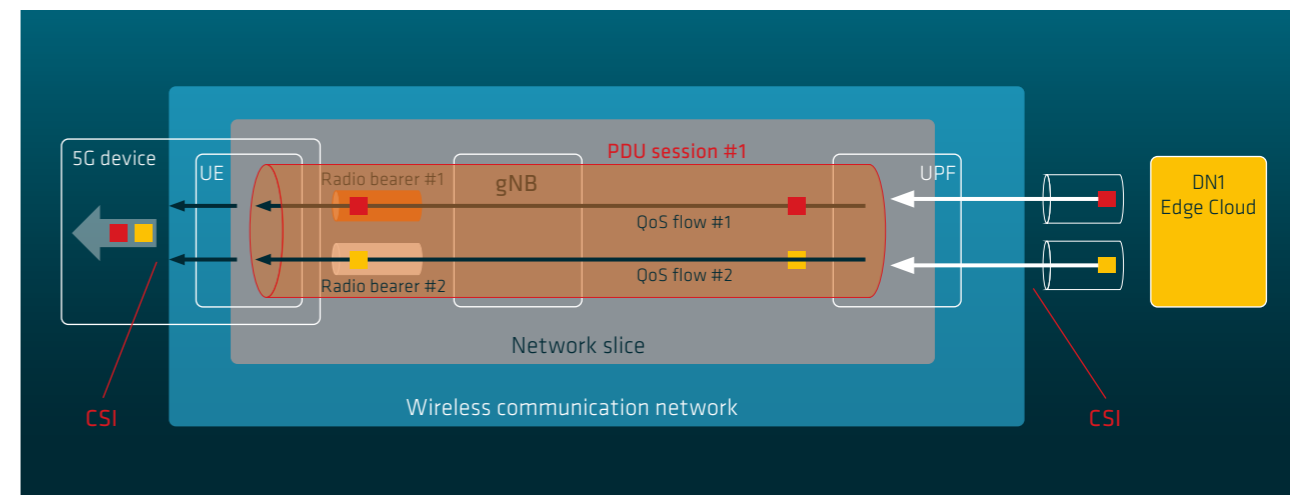 PDU session #1
5G device
UE
Radio bearer #1
gNB
UPF
DN1
Edge Cloud
QoS flow #1
QoS flow #2
Radio bearer #2
Network slice
Wireless communication network
CSI
CSI